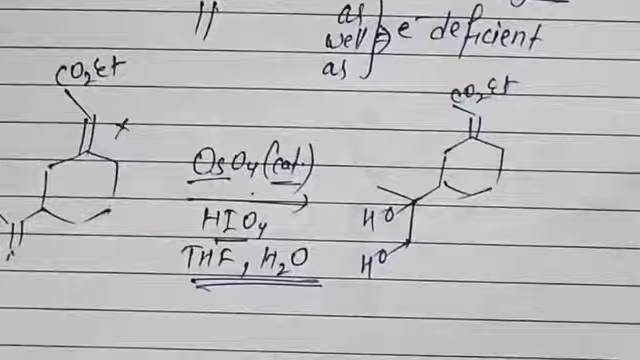 as
well
as
e⁻ deficient
CO₂Et
OsO₄ (cat.)
HIO₄
THF, H₂O
CO₂Et
HO
HO